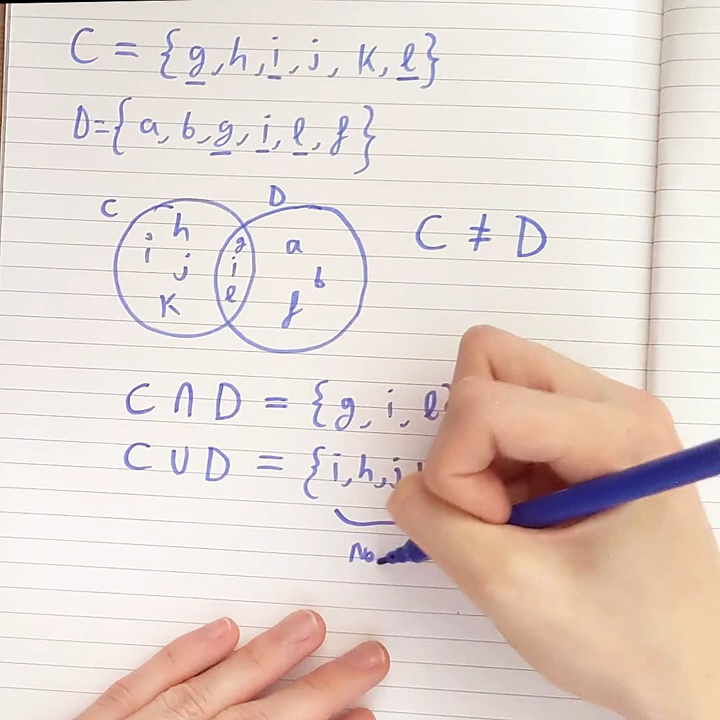 C = {g, h, i, j, K, l}
D={a, b, g, i, l, f}
C
D
h
i
j
K
g
i
l
a
b
f
C ≠ D
C ∩ D = {g, i, l}
C ∪ D = {i, h, j
No